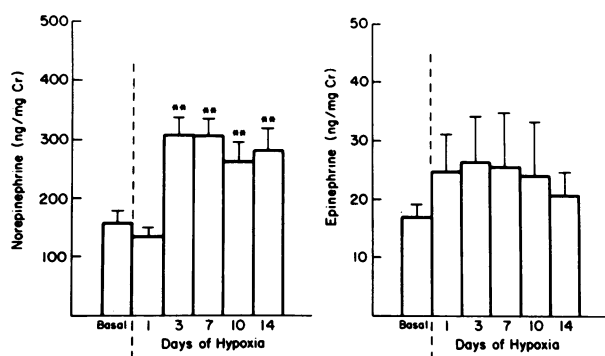 500
400
300
200
100
Norepinephrine (ng/mg Cr)
** ** ** **
Basal 1 3 7 10 14
Days of Hypoxia
50
40
30
20
10
Epinephrine (ng/mg Cr)
Basal 1 3 7 10 14
Days of Hypoxia